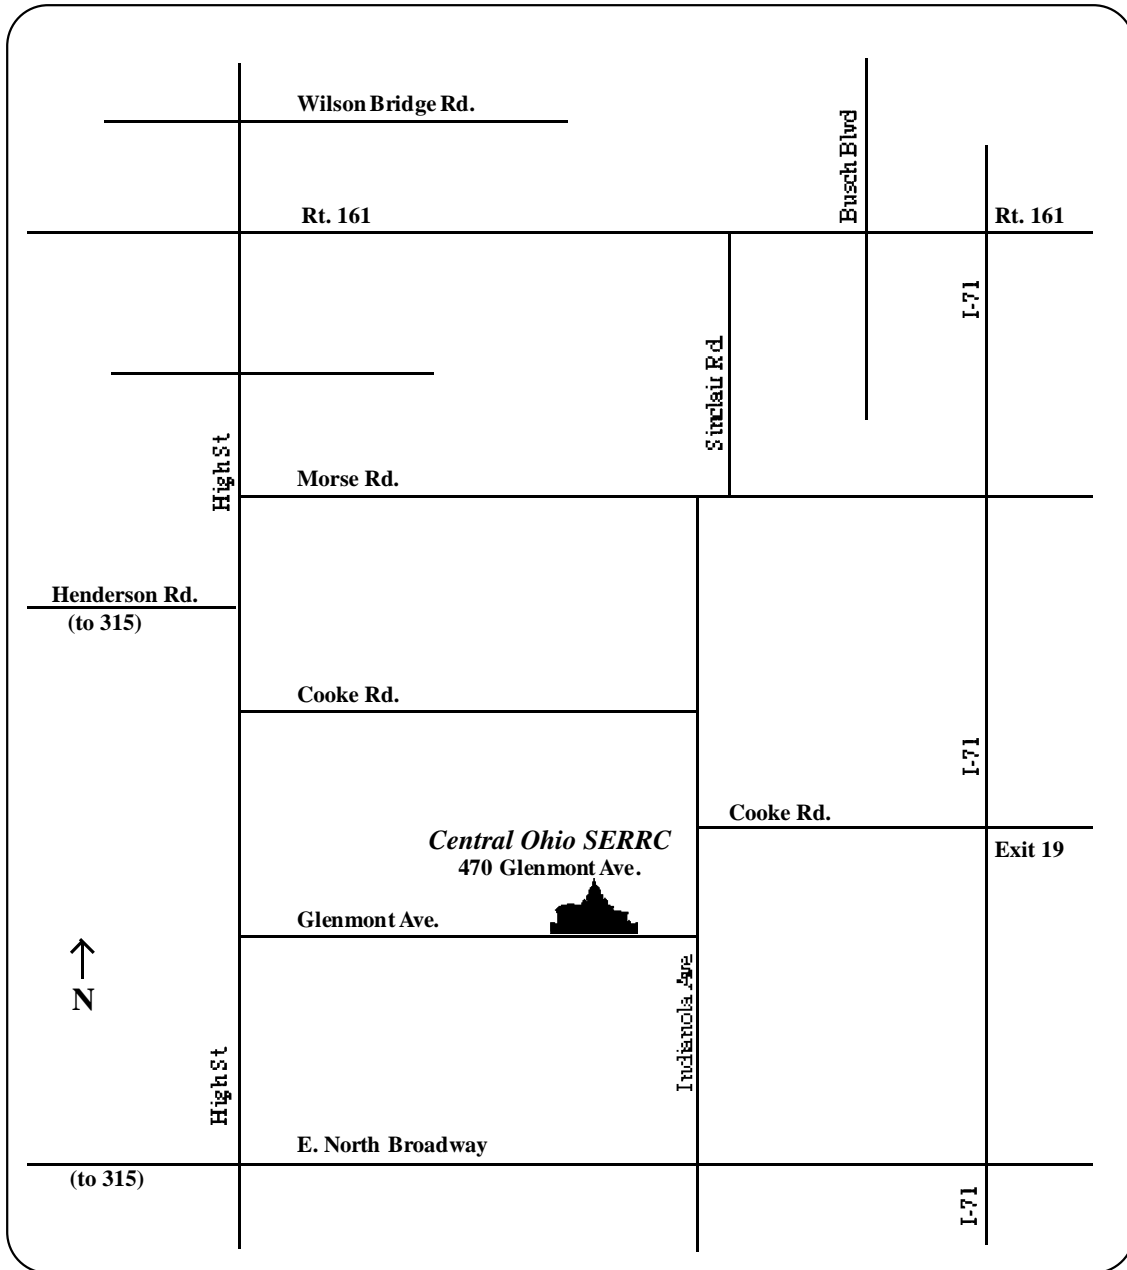 Wilson Bridge Rd.
Busch Blvd
Rt. 161
Rt. 161
I-71
Sinclair Rd.
High St
Morse Rd.
Henderson Rd.
(to 315)
Cooke Rd.
I-71
Cooke Rd.
Central Ohio SERRC
470 Glenmont Ave.
Exit 19
Glenmont Ave.
N
Indianola Ave
High St
E. North Broadway
(to 315)
I-71